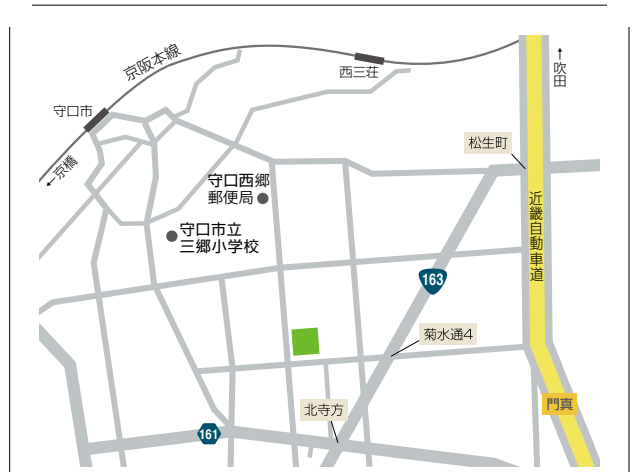 京阪本線
西三荘
←吹田
守口市
松生町
←京橋
守口西郷
郵便局
近畿自動車道
守口市立
三郷小学校
163
菊水通4
北寺方
門真
161